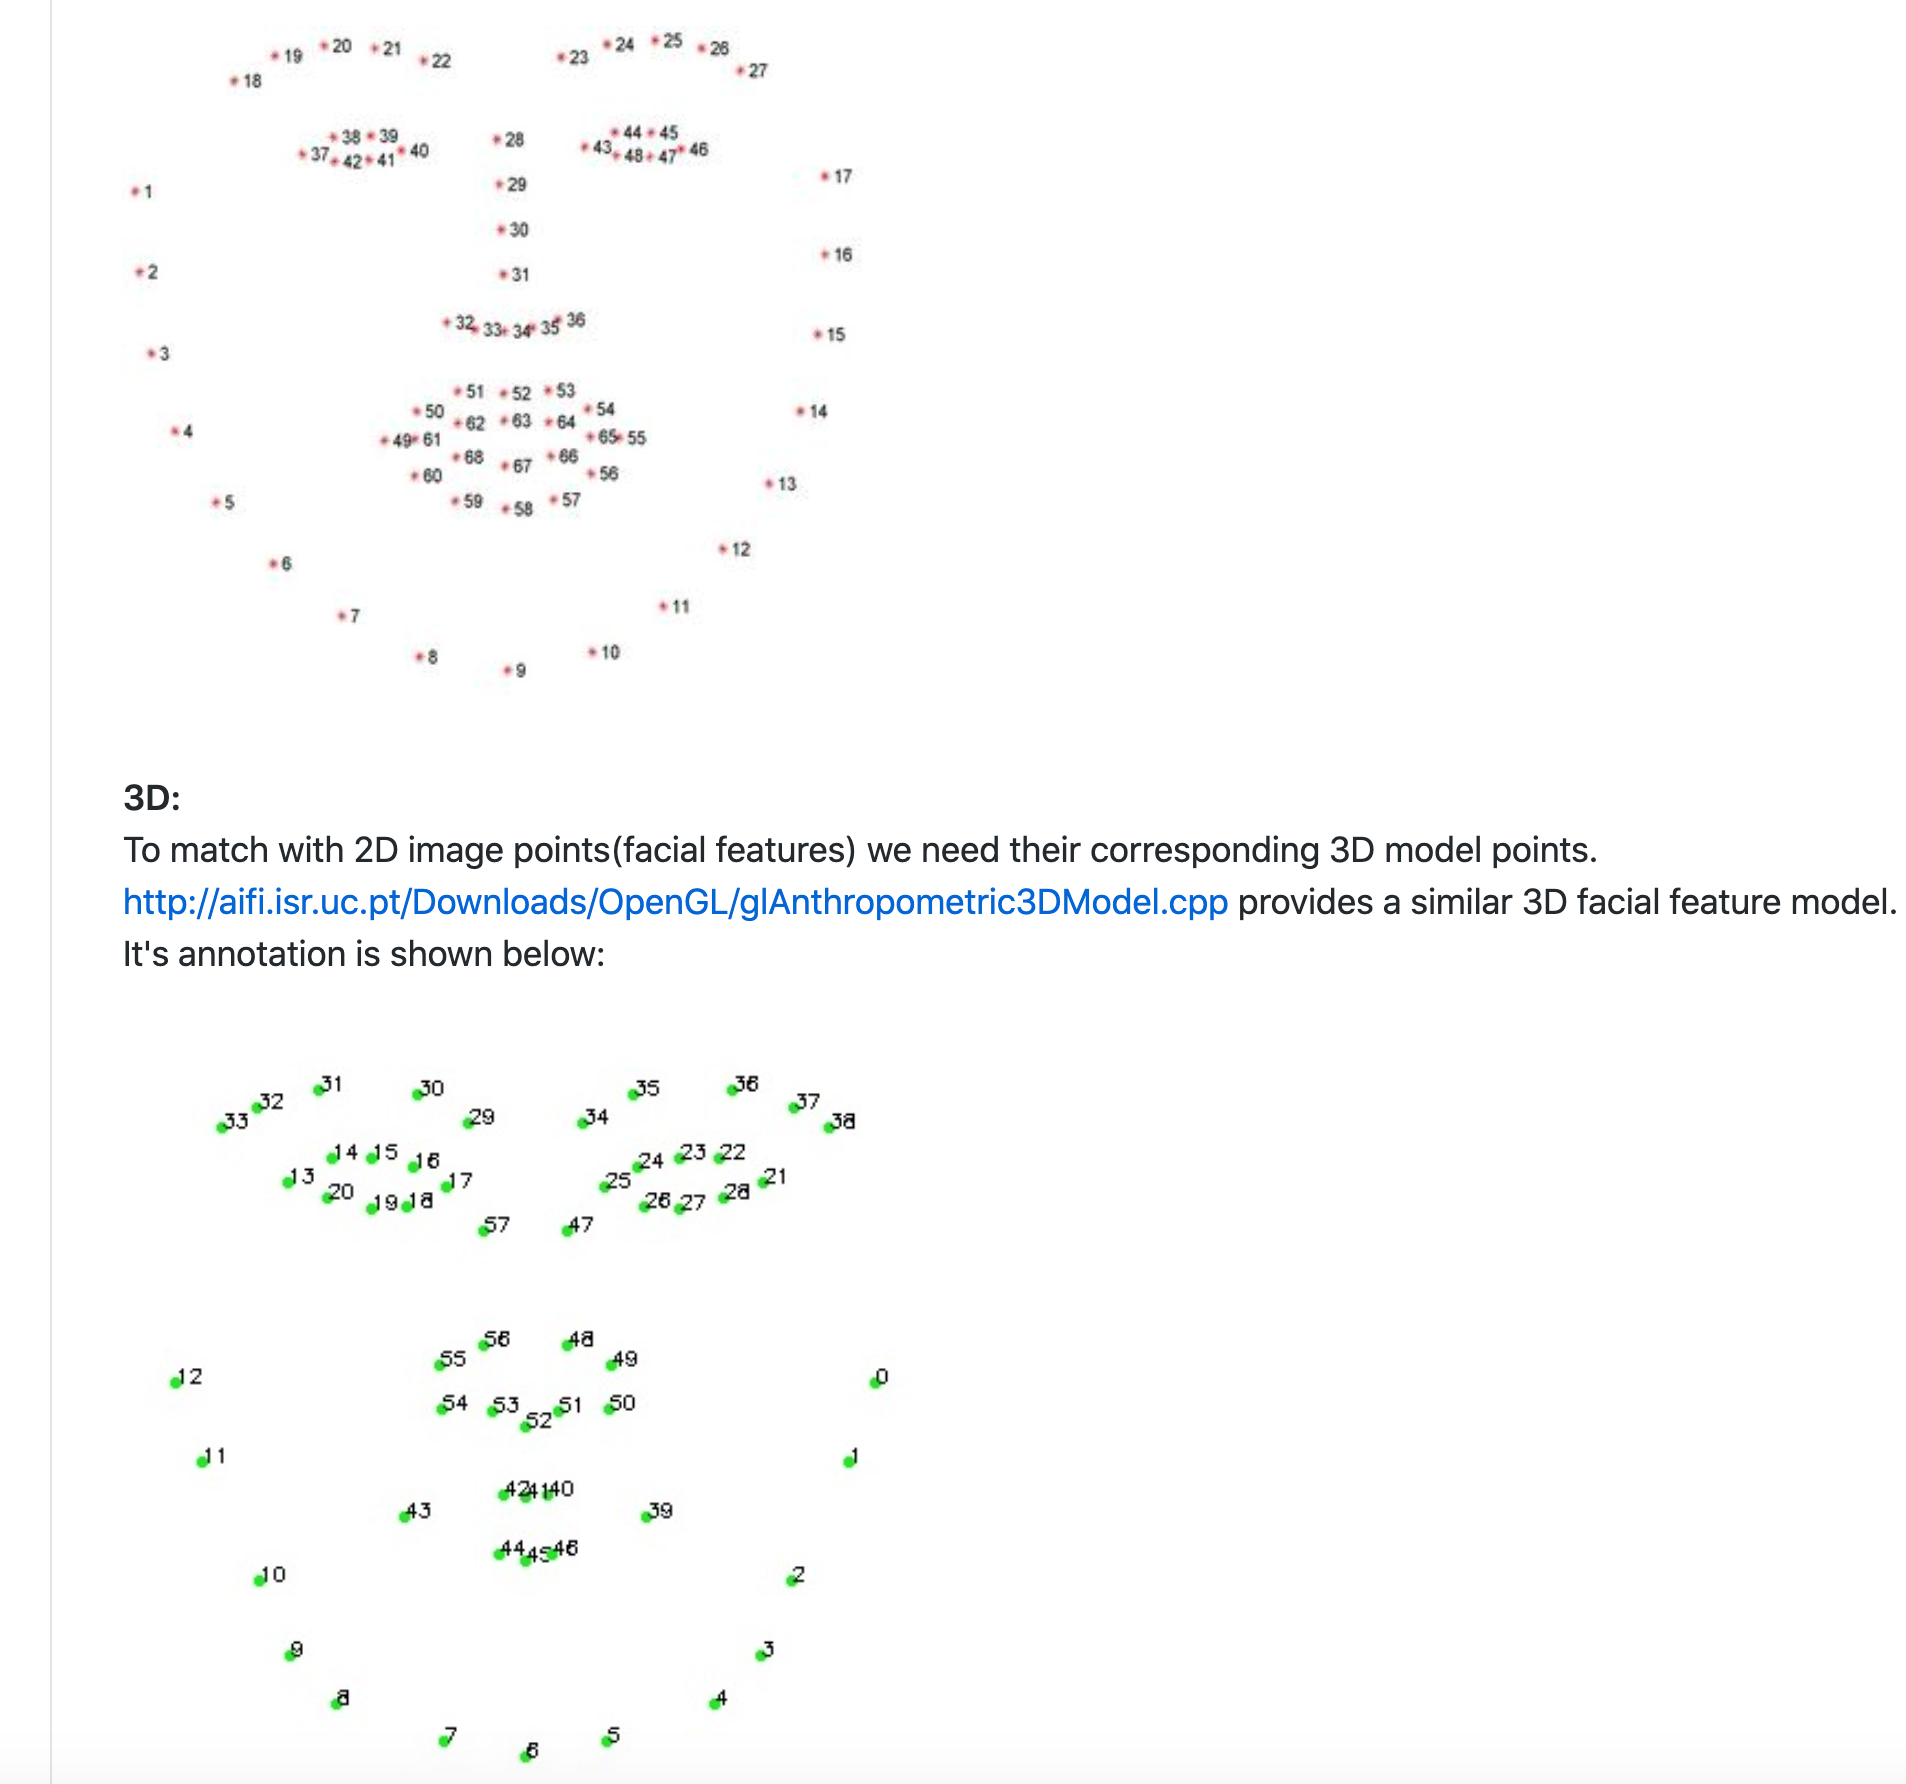 19 20 21 22 23 24 25 26
18 27
38 39 28 44 45
37 42 41 40 43 48 47 46
29 17
1
30 16
2
31
32 33 34 35 36 15
3
51 52 53
50 62 63 64 54 14
4 49 61 65 55
68 67 66
60 56 13
5 59 58 57
12
6
7 11
8 9 10
3D:
To match with 2D image points(facial features) we need their corresponding 3D model points.
http://aifi.isr.uc.pt/Downloads/OpenGL/glAnthropometric3DModel.cpp provides a similar 3D facial feature model.
It's annotation is shown below:
31 30 35 36
33 32 29 34 37 38
14 15 16 24 23 22
13 17 25 21
20 19 18 26 27 28
57 47
56 48
12 55 49 0
54 53 52 51 50
11 1
42 41 40
43 39
44 45 46
10 2
9 3
8 4
7 6 5